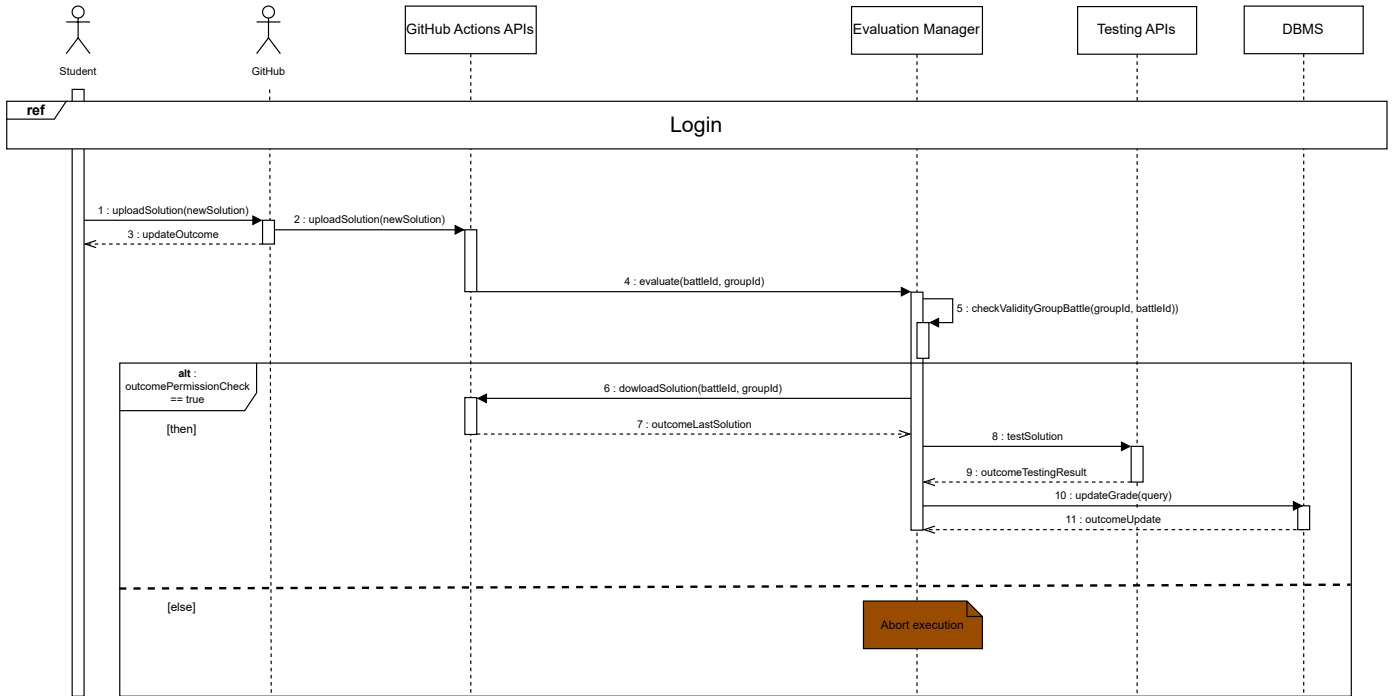 GitHub Actions APIs
Evaluation Manager
Testing APIs
DBMS
Student
GitHub
ref
Login
1 : uploadSolution(newSolution)
2 : uploadSolution(newSolution)
3 : updateOutcome
4 : evaluate(battleId, groupId)
5 : checkValidityGroupBattle(groupId, battleId))
alt :
outcomePermissionCheck
== true
6 : dowloadSolution(battleId, groupId)
[then]
7 : outcomeLastSolution
8 : testSolution
9 : outcomeTestingResult
10 : updateGrade(query)
11 : outcomeUpdate
[else]
Abort execution